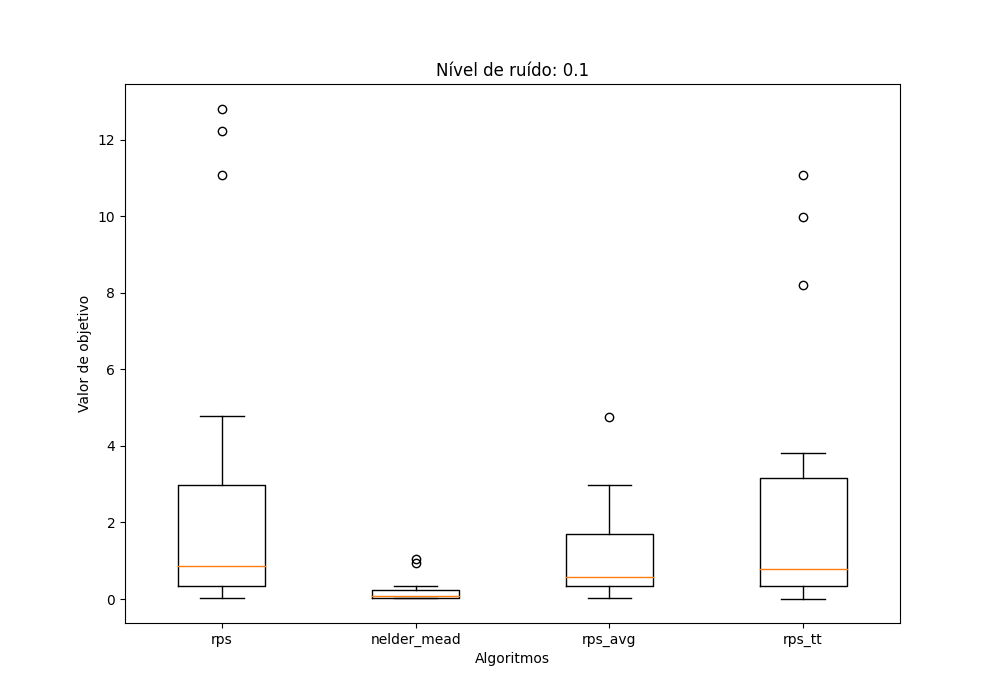 Nível de ruído: 0.1
12
10
8
6
4
2
0
Valor de objetivo
rps
nelder_mead
rps_avg
rps_tt
Algoritmos